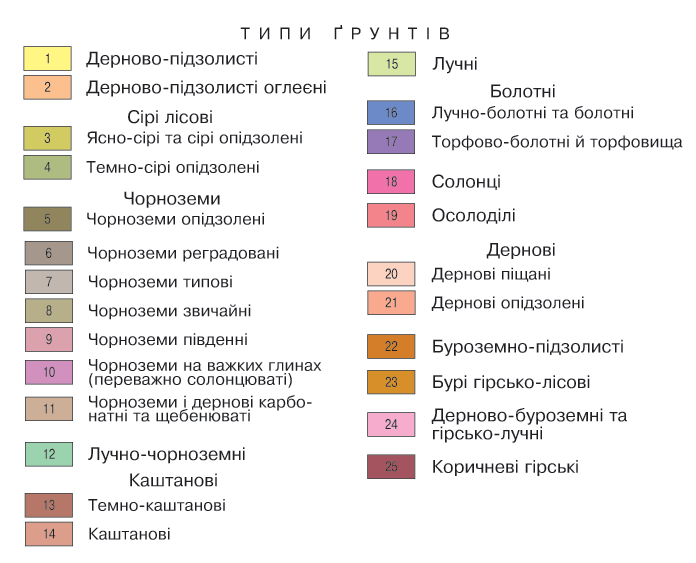 ТИПИ ҐРУНТІВ
1 Дерново-підзолисті
2 Дерново-підзолисті оглеєні
Сірі лісові
3 Ясно-сірі та сірі опідзолені
4 Темно-сірі опідзолені
Чорноземи
5 Чорноземи опідзолені
6 Чорноземи реградовані
7 Чорноземи типові
8 Чорноземи звичайні
9 Чорноземи південні
10 Чорноземи на важких глинах
(переважно солонцюваті)
11 Чорноземи і дернові карбо-
натні та щебенюваті
12 Лучно-чорноземні
Каштанові
13 Темно-каштанові
14 Каштанові
15 Лучні
Болотні
16 Лучно-болотні та болотні
17 Торфово-болотні й торфовища
18 Солонці
19 Осолоділі
Дернові
20 Дернові піщані
21 Дернові опідзолені
22 Буроземно-підзолисті
23 Бурі гірсько-лісові
24 Дерново-буроземні та
гірсько-лучні
25 Коричневі гірські